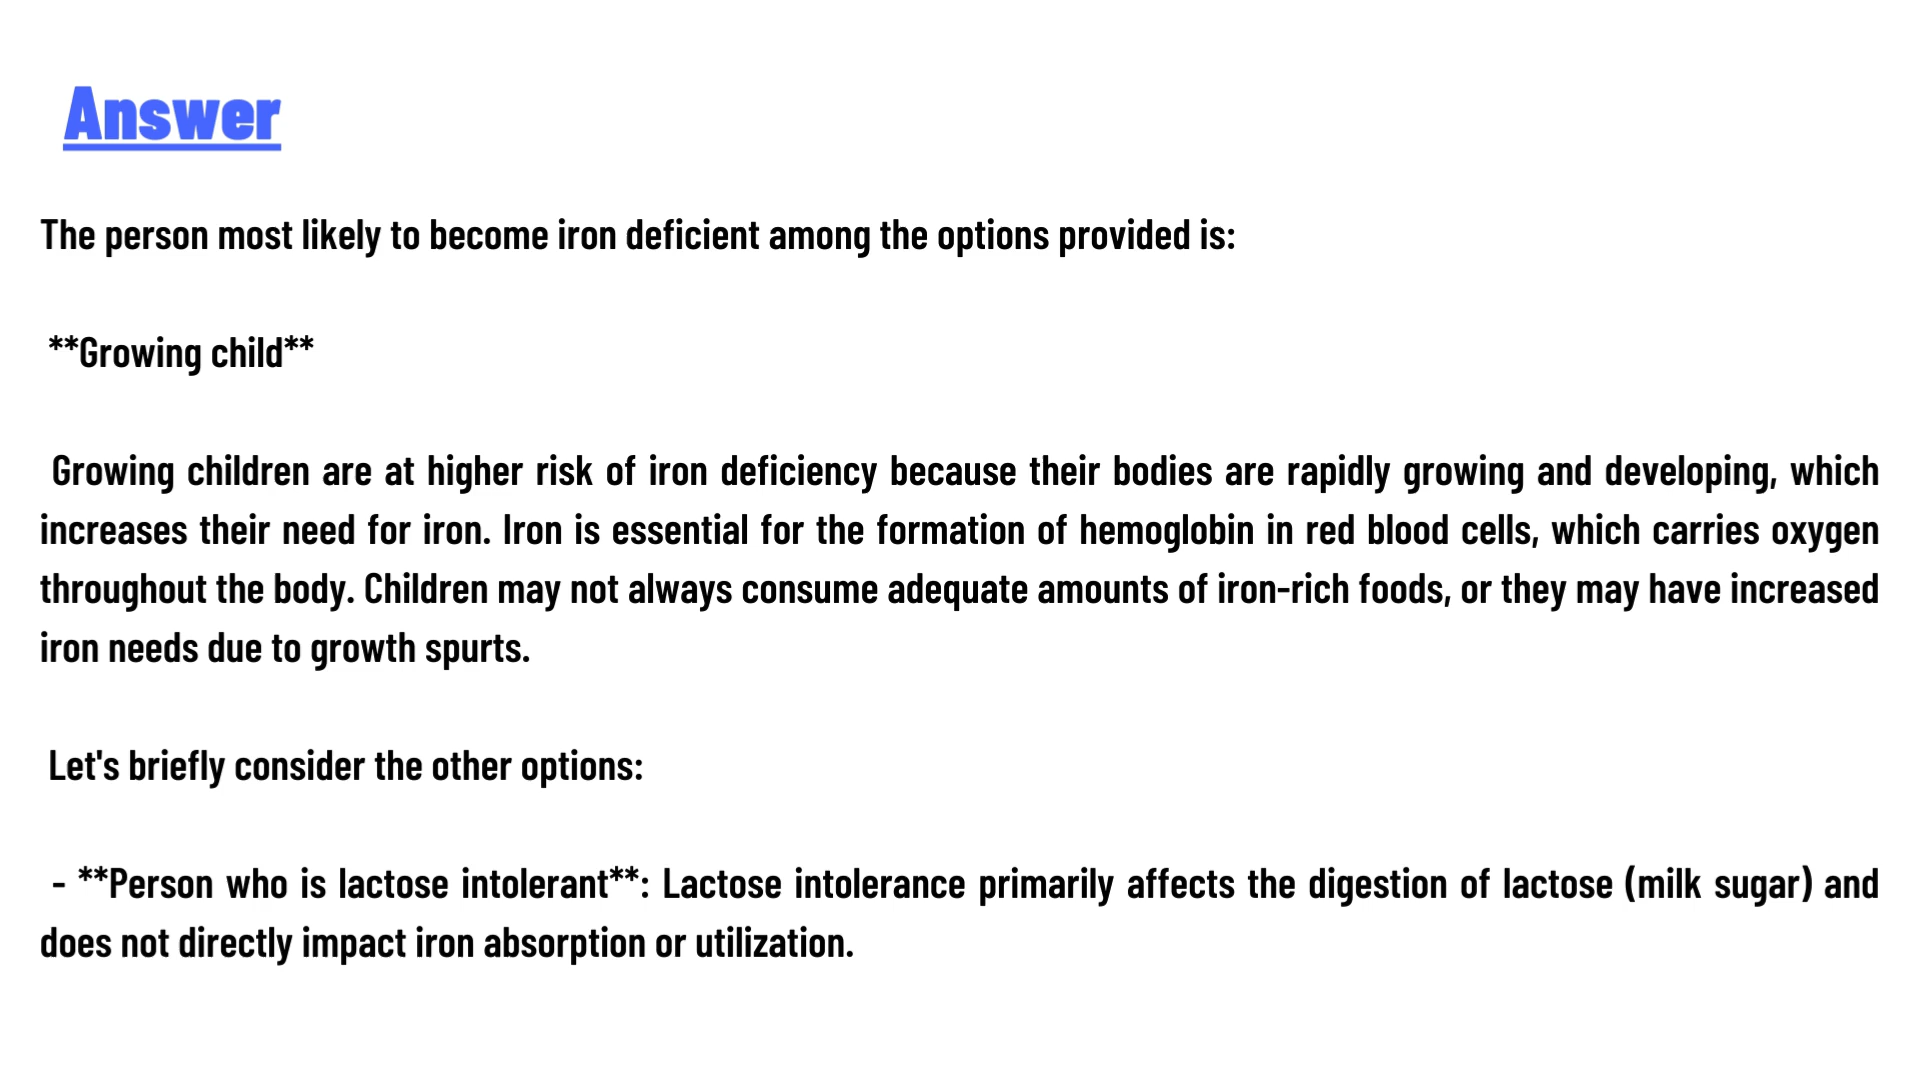 Answer
The person most likely to become iron deficient among the options provided is:
**Growing child**
Growing children are at higher risk of iron deficiency because their bodies are rapidly growing and developing, which
increases their need for iron. Iron is essential for the formation of hemoglobin in red blood cells, which carries oxygen
throughout the body. Children may not always consume adequate amounts of iron-rich foods, or they may have increased
iron needs due to growth spurts.
Let's briefly consider the other options:
- **Person who is lactose intolerant**: Lactose intolerance primarily affects the digestion of lactose (milk sugar) and
does not directly impact iron absorption or utilization.